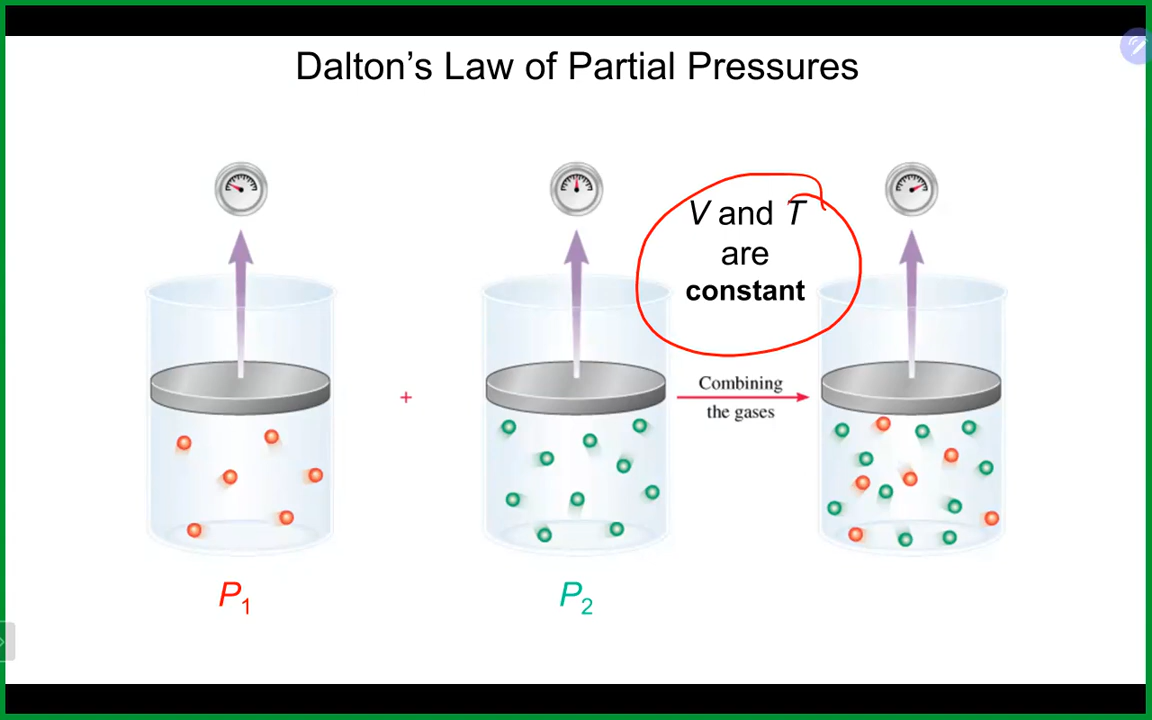 Dalton’s Law of Partial Pressures
V and T
are
constant
+
Combining
the gases
P₁
P₂